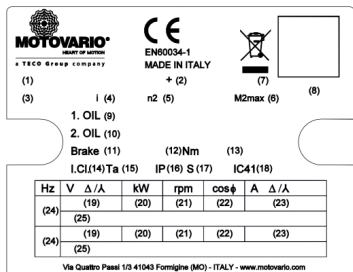 MOTOVARIO®
HEART OF MOTION
a TECO Group company
CE
EN60034-1
MADE IN ITALY
(1) + (2) (7)
(3) i (4) n2 (5) M2max (6) (8)
1. OIL (9)
2. OIL (10)
Brake (11) (12)Nm (13)
I.Cl.(14)Ta (15) IP(16) S (17) IC41(18)
Hz V Δ/⅄ kW rpm cosϕ A Δ/⅄
(24) (19) (20) (21) (22) (23)
(25)
(24) (19) (20) (21) (22) (23)
(25)
Via Quattro Passi 1/3 41043 Formigine (MO) - ITALY - www.motovario.com